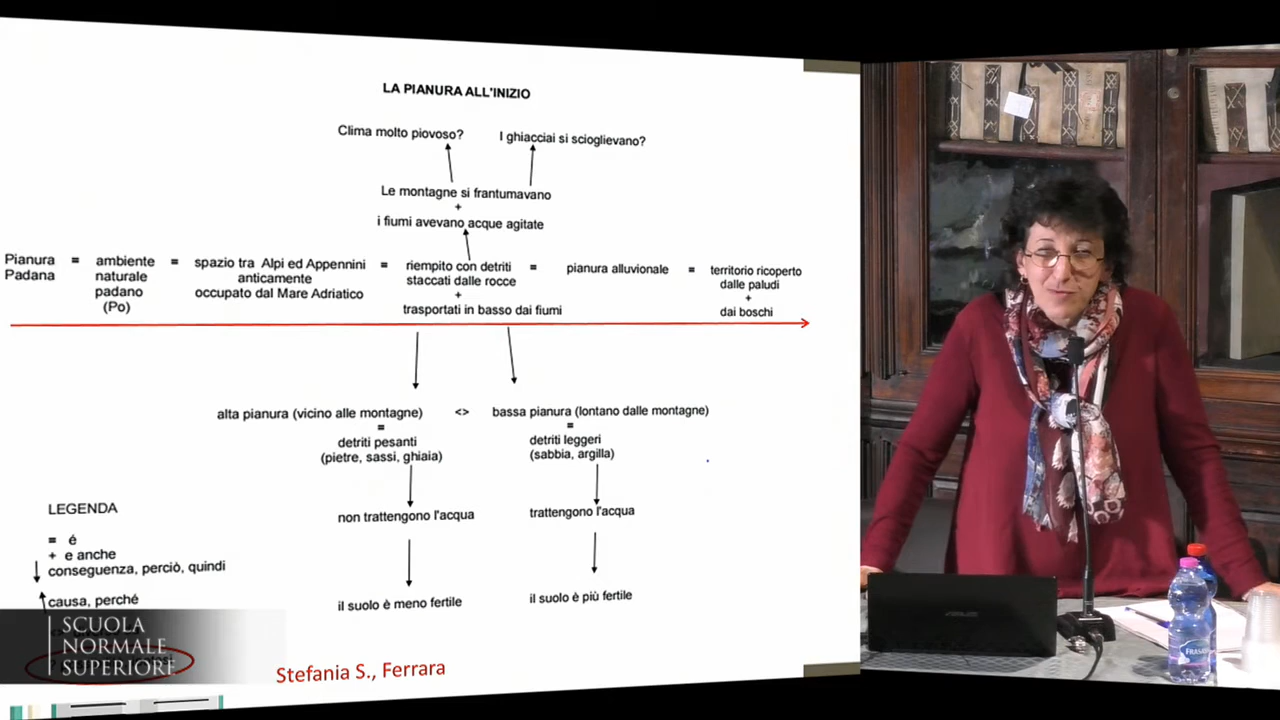 LA PIANURA ALL'INIZIO
Clima molto piovoso?
I ghiacciai si scioglievano?
Le montagne si frantumavano
+
i fiumi avevano acque agitate
Pianura
Padana
=
ambiente
naturale
padano
(Po)
=
spazio tra Alpi ed Appennini
anticamente
occupato dal Mare Adriatico
=
riempito con detriti
staccati dalle rocce
+
trasportati in basso dai fiumi
=
pianura alluvionale
=
territorio ricoperto
dalle paludi
+
dai boschi
alta pianura (vicino alle montagne)
<>
bassa pianura (lontano dalle montagne)
=
detriti pesanti
(pietre, sassi, ghiaia)
=
detriti leggeri
(sabbia, argilla)
non trattengono l'acqua
trattengono l'acqua
il suolo è meno fertile
il suolo è più fertile
LEGENDA
= é
+ e anche
conseguenza, perciò, quindi
causa, perché
SCUOLA
NORMALE
SUPERIORE
Stefania S., Ferrara
ASUS